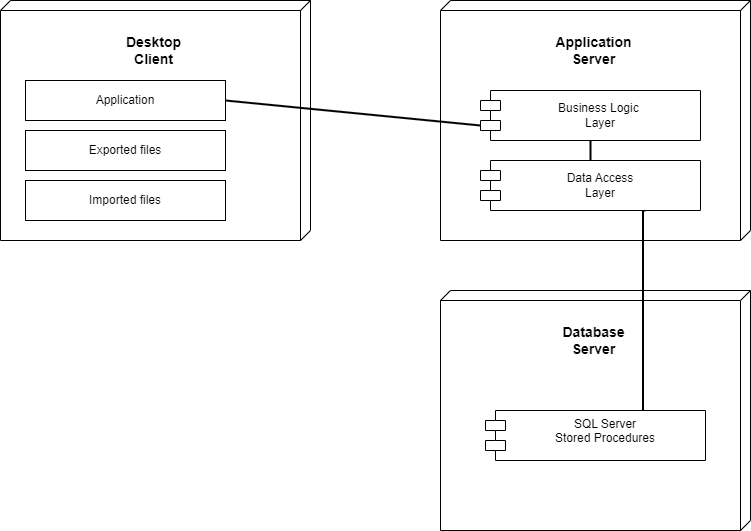 Desktop
Client
Application
Exported files
Imported files
Application
Server
Business Logic
Layer
Data Access
Layer
Database
Server
SQL Server
Stored Procedures